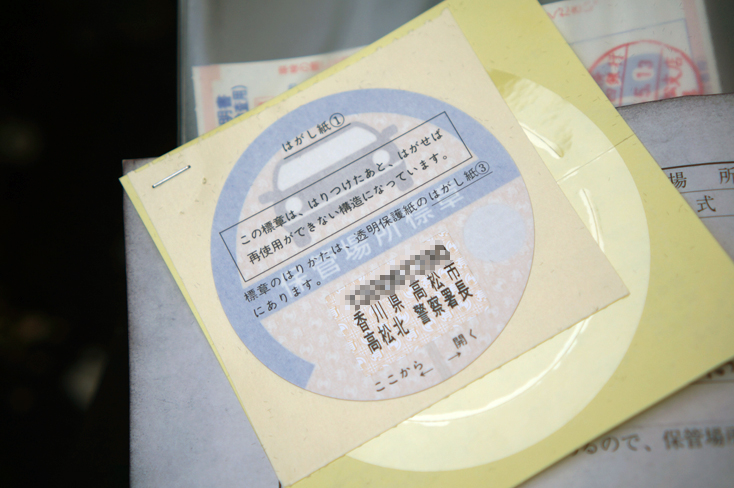 はがし紙①
この標章は、はりつけたあと、はがせば
再使用ができない構造になっています。
標章のはりかたは、透明保護紙のはがし紙③
にあります。
保管場所標章
香川県 高松市
高松北 警察署長
ここから ← → 開く
場 所
式
るので、保管場所